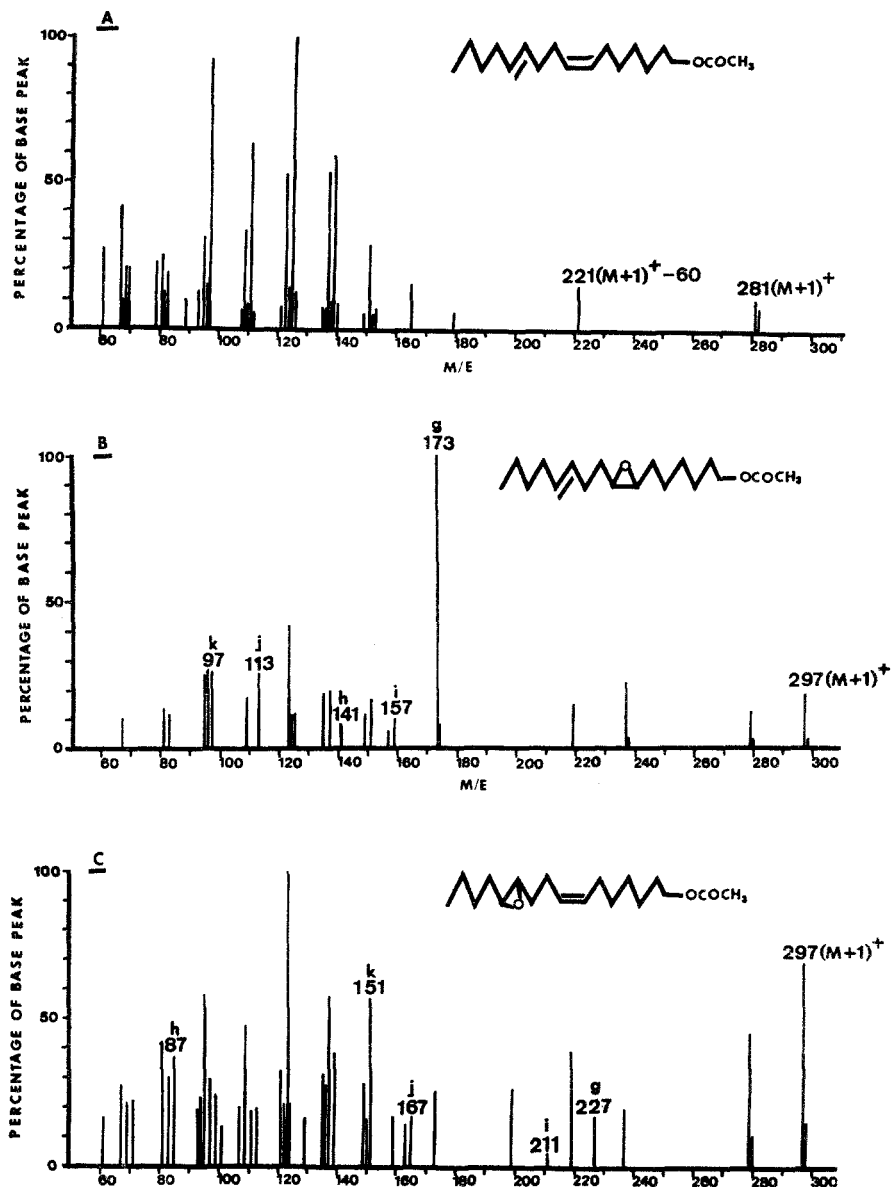 A
100
50
0
PERCENTAGE OF BASE PEAK
OCOCH₃
221(M+1)⁺-60
281(M+1)⁺
60 80 100 120 140 160 180 200 220 240 260 280 300
M/E
B
100
50
0
PERCENTAGE OF BASE PEAK
g
173
O
OCOCH₃
k
97
j
113
h
141
i
157
297(M+1)⁺
60 80 100 120 140 160 180 200 220 240 260 280 300
M/E
C
100
50
0
PERCENTAGE OF BASE PEAK
O
OCOCH₃
h
87
k
151
j
167
i
211
g
227
297(M+1)⁺
60 80 100 120 140 160 180 200 220 240 260 280 300